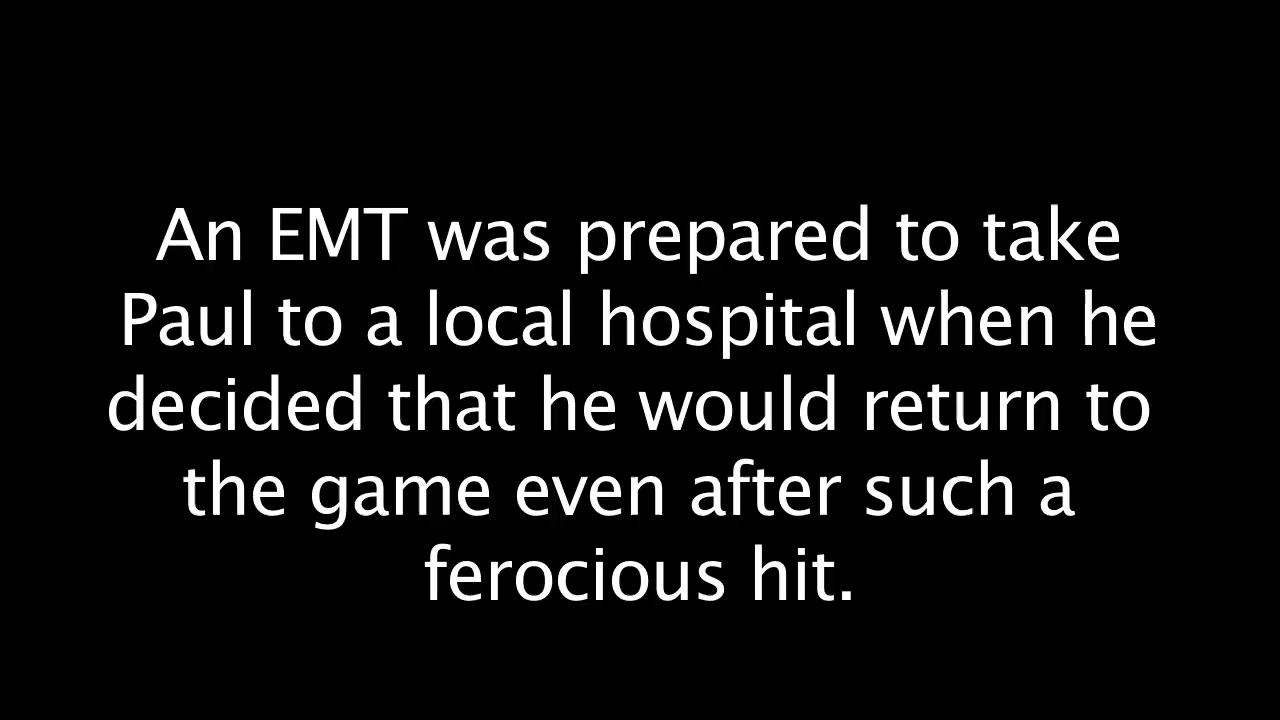 An EMT was prepared to take
Paul to a local hospital when he
decided that he would return to
the game even after such a
ferocious hit.